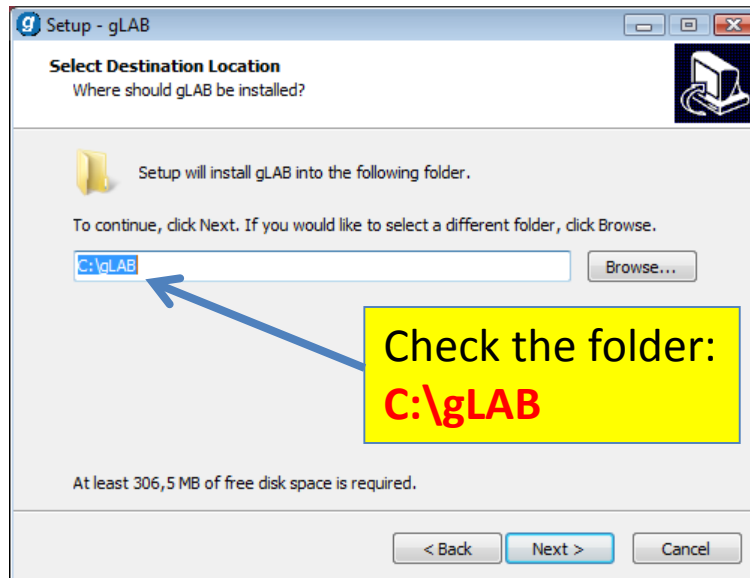 Setup - gLAB
Select Destination Location
Where should gLAB be installed?
Setup will install gLAB into the following folder.
To continue, click Next. If you would like to select a different folder, click Browse.
C:\gLAB
Browse...
Check the folder:
C:\gLAB
At least 306,5 MB of free disk space is required.
< Back
Next >
Cancel